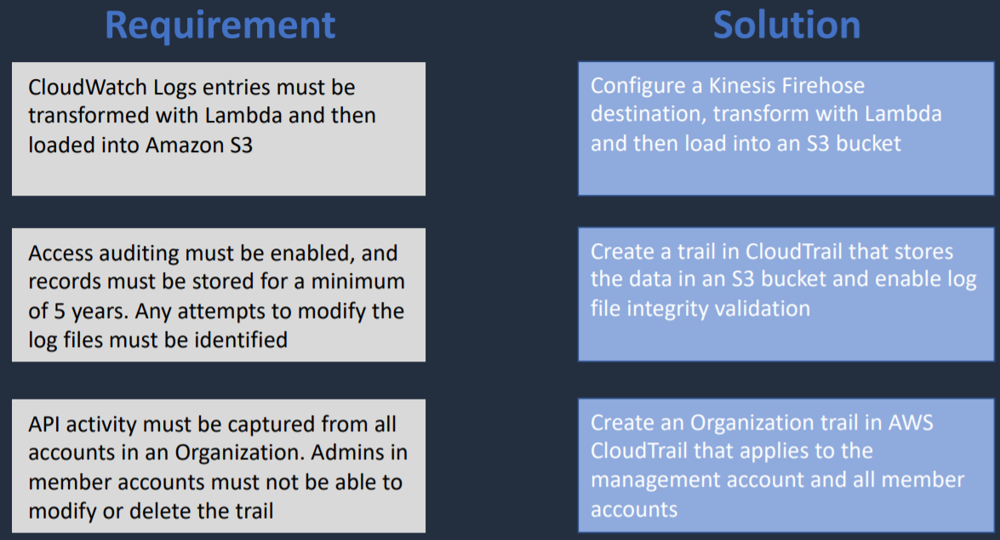 Requirement
Solution
CloudWatch Logs entries must be
transformed with Lambda and then
loaded into Amazon S3
Configure a Kinesis Firehose
destination, transform with Lambda
and then load into an S3 bucket
Access auditing must be enabled, and
records must be stored for a minimum
of 5 years. Any attempts to modify the
log files must be identified
Create a trail in CloudTrail that stores
the data in an S3 bucket and enable log
file integrity validation
API activity must be captured from all
accounts in an Organization. Admins in
member accounts must not be able to
modify or delete the trail
Create an Organization trail in AWS
CloudTrail that applies to the
management account and all member
accounts